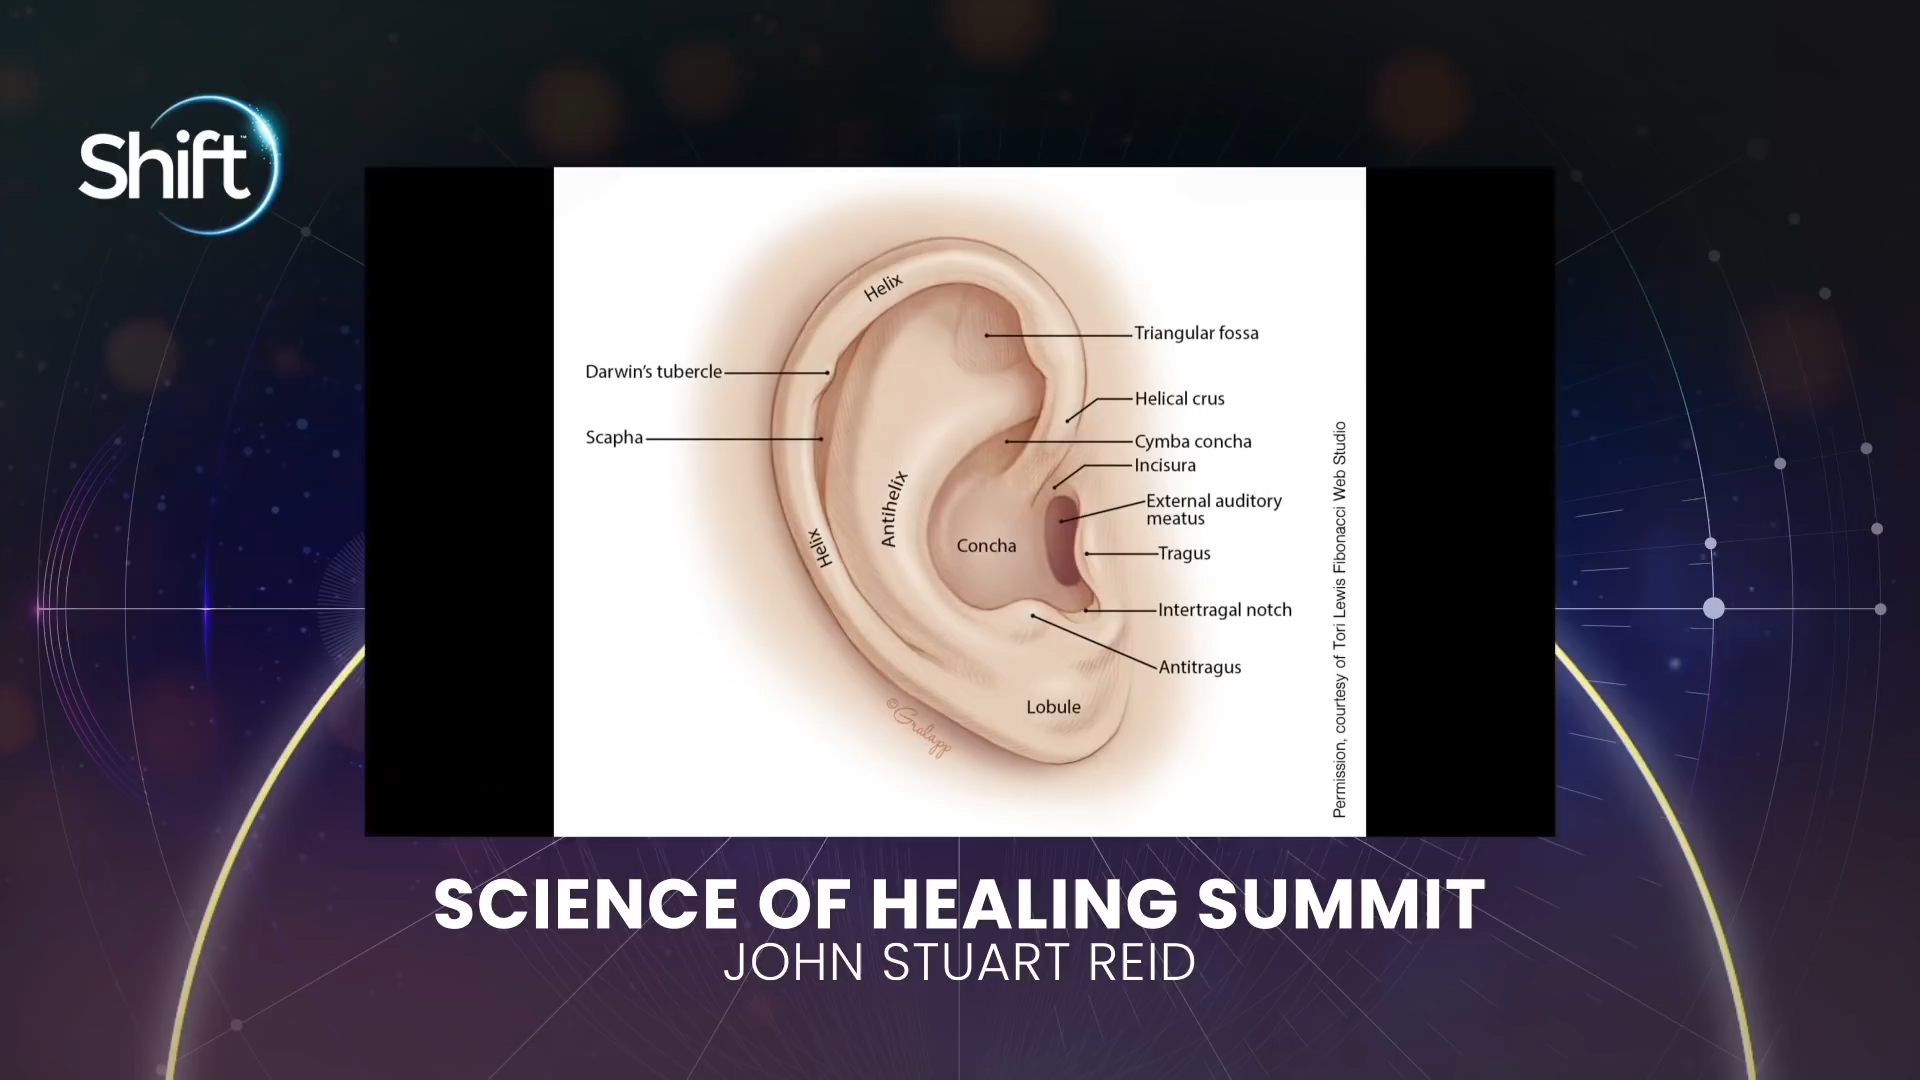 Shift™
Helix
Triangular fossa
Darwin's tubercle
Helical crus
Scapha
Cymba concha
Incisura
External auditory
meatus
Antihelix
Helix
Concha
Tragus
Intertragal notch
Antitragus
Lobule
©Gralapp
Permission, courtesy of Tori Lewis Fibonacci Web Studio
SCIENCE OF HEALING SUMMIT
JOHN STUART REID